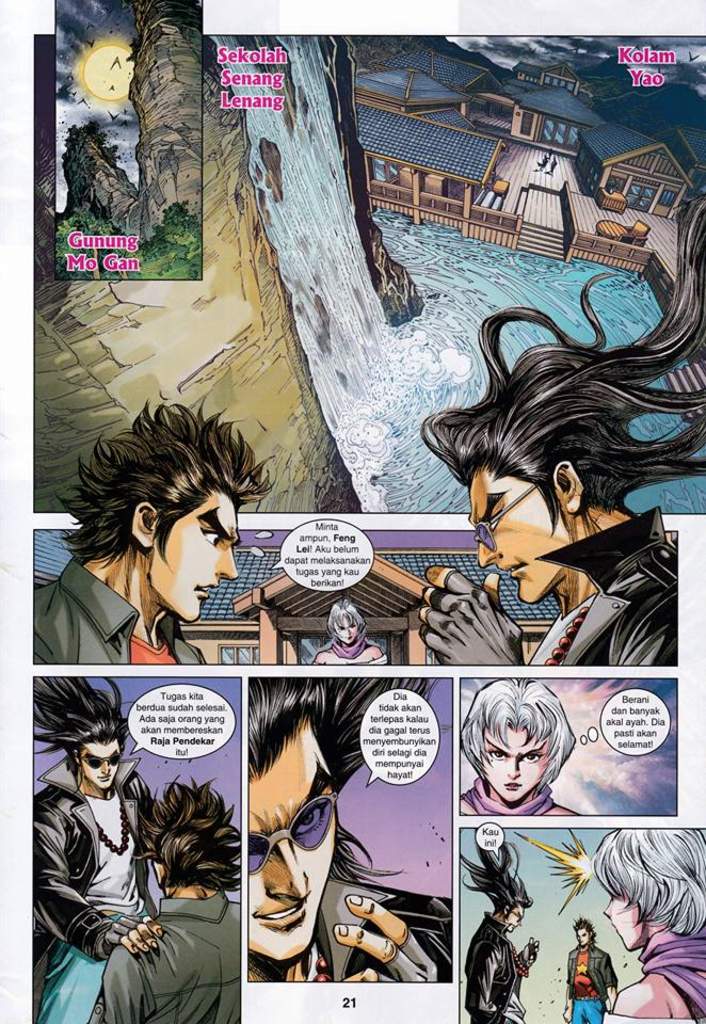 Gunung
Mo Gan
Sekolah
Senang
Lenang
Kolam
Yao
Minta
ampun, Feng
Lei! Aku belum
dapat melaksanakan
tugas yang kau
berikan!
Tugas kita
berdua sudah selesai.
Ada saja orang yang
akan membereskan
Raja Pendekar
itu!
Dia
tidak akan
terlepas kalau
dia gagal terus
menyembunyikan
diri selagi dia
mempunyai
hayat!
Berani
dan banyak
akal ayah. Dia
pasti akan
selamat!
Kau
ini!
21